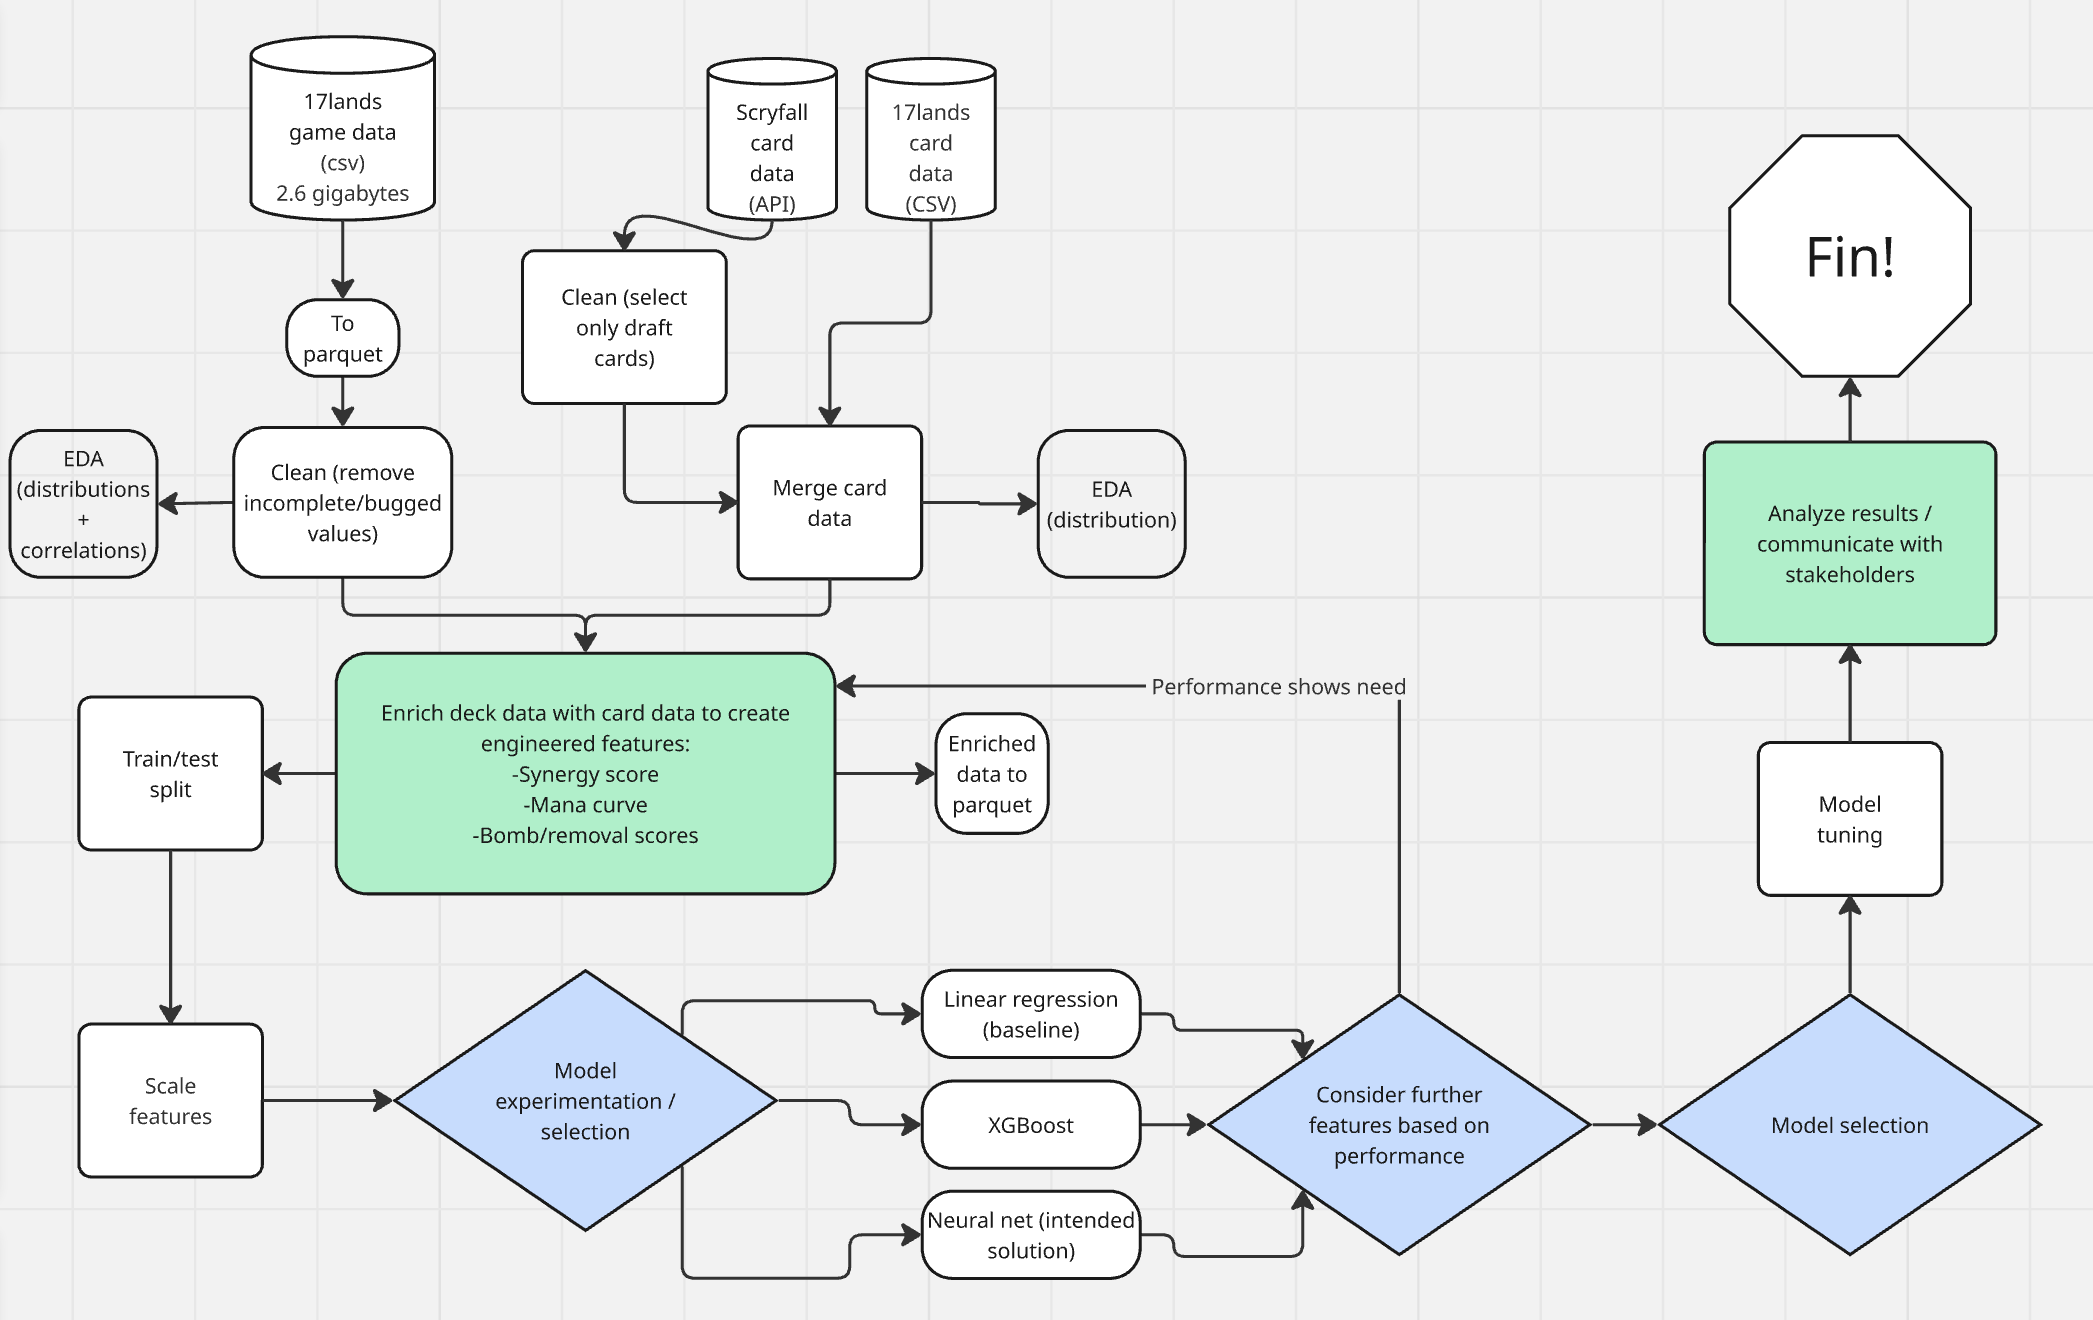 17lands
game data
(csv)
2.6 gigabytes
Scryfall
card
data
(API)
17lands
card
data
(CSV)
Fin!
To
parquet
Clean (select
only draft
cards)
EDA
(distributions
+
correlations)
Clean (remove
incomplete/bugged
values)
Merge card
data
EDA
(distribution)
Analyze results /
communicate with
stakeholders
Performance shows need
Train/test
split
Enrich deck data with card data to create
engineered features:
-Synergy score
-Mana curve
-Bomb/removal scores
Enriched
data to
parquet
Model
tuning
Scale
features
Model
experimentation /
selection
Linear regression
(baseline)
XGBoost
Neural net (intended
solution)
Consider further
features based on
performance
Model selection